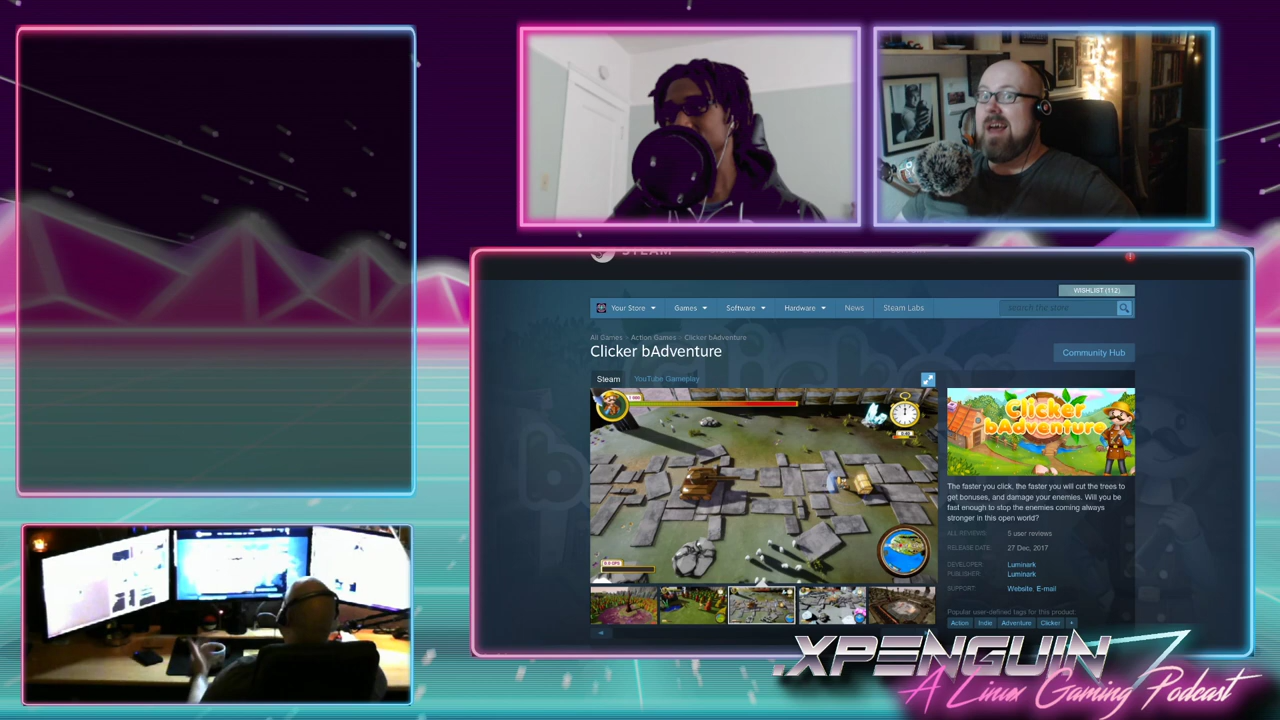 STEAM
WISHLIST (112)
Your Store
Games
Software
Hardware
News
Steam Labs
search the store
All Games > Action Games > Clicker bAdventure
Clicker bAdventure
Community Hub
Steam
YouTube Gameplay
Clicker
bAdventure
The faster you click, the faster you will cut the trees to
get bonuses, and damage your enemies. Will you be
fast enough to stop the enemies coming always
stronger in this open world?
ALL REVIEWS: 5 user reviews
RELEASE DATE: 27 Dec, 2017
DEVELOPER: Luminark
PUBLISHER: Luminark
SUPPORT: Website E-mail
Popular user-defined tags for this product
Action Indie Adventure Clicker +
.XPENGUIN
A Linux Gaming Podcast